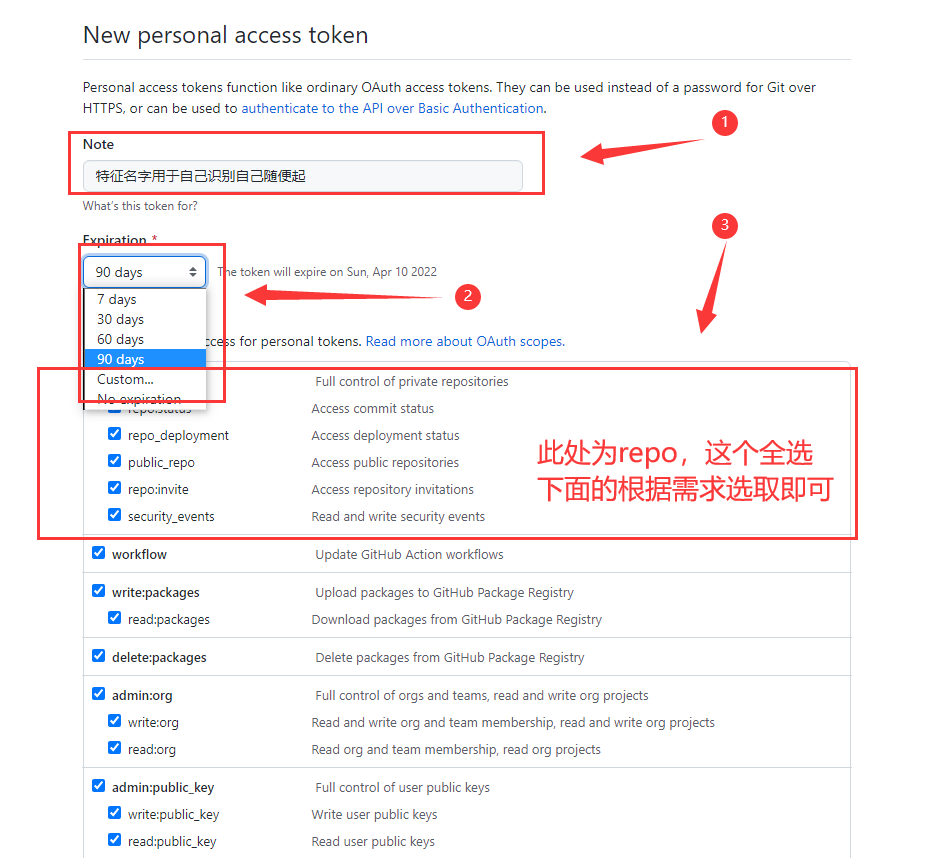 New personal access token
Personal access tokens function like ordinary OAuth access tokens. They can be used instead of a password for Git over
HTTPS, or can be used to authenticate to the API over Basic Authentication.
1
Note
特征名字用于自己识别自己随便起
What's this token for?
3
Expiration *
90 days
The token will expire on Sun, Apr 10 2022
2
7 days
30 days
60 days
access for personal tokens. Read more about OAuth scopes.
90 days
Custom...
Full control of private repositories
No expiration
repo:status Access commit status
repo_deployment Access deployment status
public_repo Access public repositories
repo:invite Access repository invitations
security_events Read and write security events
此处为repo，这个全选
下面的根据需求选取即可
workflow Update GitHub Action workflows
write:packages Upload packages to GitHub Package Registry
read:packages Download packages from GitHub Package Registry
delete:packages Delete packages from GitHub Package Registry
admin:org Full control of orgs and teams, read and write org projects
write:org Read and write org and team membership, read and write org projects
read:org Read org and team membership, read org projects
admin:public_key Full control of user public keys
write:public_key Write user public keys
read:public_key Read user public keys